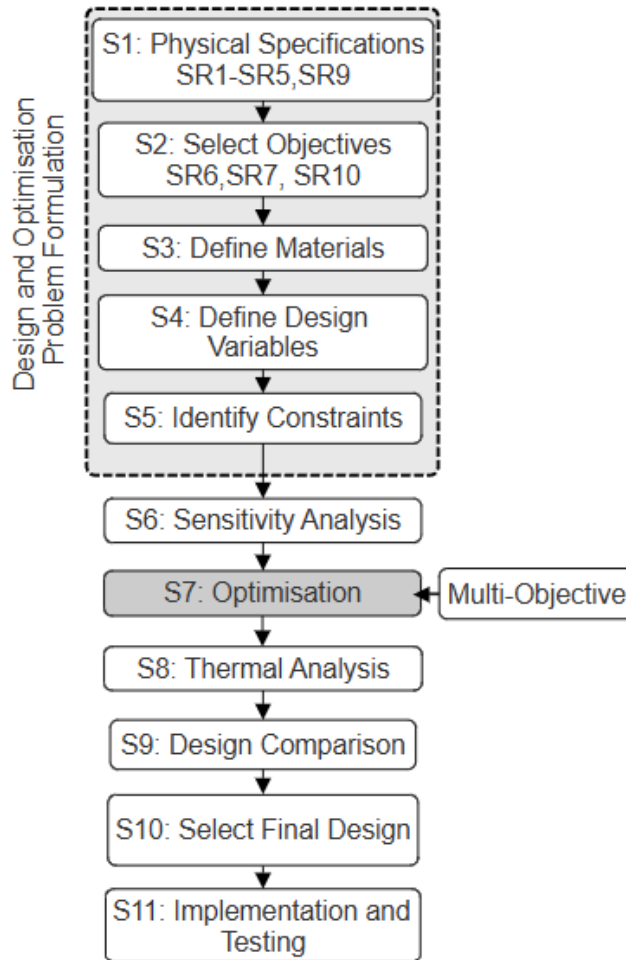 Design and Optimisation
Problem Formulation
S1: Physical Specifications
SR1-SR5,SR9
S2: Select Objectives
SR6,SR7, SR10
S3: Define Materials
S4: Define Design
Variables
S5: Identify Constraints
S6: Sensitivity Analysis
S7: Optimisation
Multi-Objective
S8: Thermal Analysis
S9: Design Comparison
S10: Select Final Design
S11: Implementation and
Testing